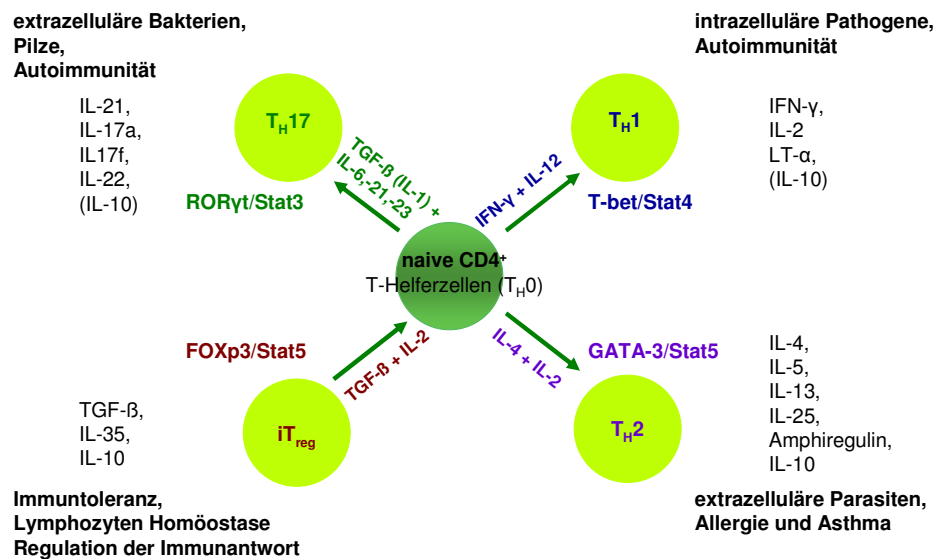 extrazelluläre Bakterien,
Pilze,
Autoimmunität
IL-21,
IL-17a,
IL17f,
IL-22,
(IL-10)
TH17
RORγt/Stat3
TGF-ß (IL-1) +
IL-6,-21,-23
intrazelluläre Pathogene,
Autoimmunität
IFN-γ,
IL-2
LT-α,
(IL-10)
TH1
T-bet/Stat4
IFN-γ + IL-12
naive CD4+
T-Helferzellen (TH0)
FOXp3/Stat5
TGF-ß + IL-2
iTreg
TGF-ß,
IL-35,
IL-10
Immuntoleranz,
Lymphozyten Homöostase
Regulation der Immunantwort
IL-4 + IL-2
GATA-3/Stat5
TH2
IL-4,
IL-5,
IL-13,
IL-25,
Amphiregulin,
IL-10
extrazelluläre Parasiten,
Allergie und Asthma